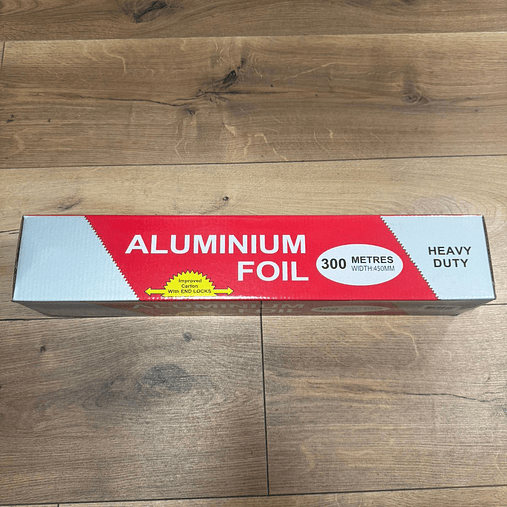 ALUMINIUM
FOIL
300 METRES
WIDTH:450MM
HEAVY
DUTY
Improved
Carton
With END LOCKS